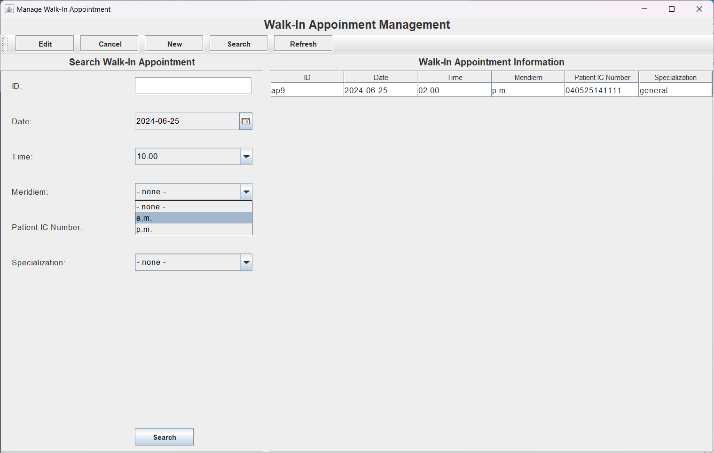 Manage Walk-In Appointment
Walk-In Appoinment Management
Edit Cancel New Search Refresh
Search Walk-In Appointment
ID:
Date: 2024-06-25
Time: 10.00
Meridiem: - none -
- none -
a.m.
p.m.
Patient IC Number:
Specialization: - none -
Search
Walk-In Appointment Information
ID Date Time Meridiem Patient IC Number Specialization
ap9 2024-06-25 02:00 p.m. 040525141111 general